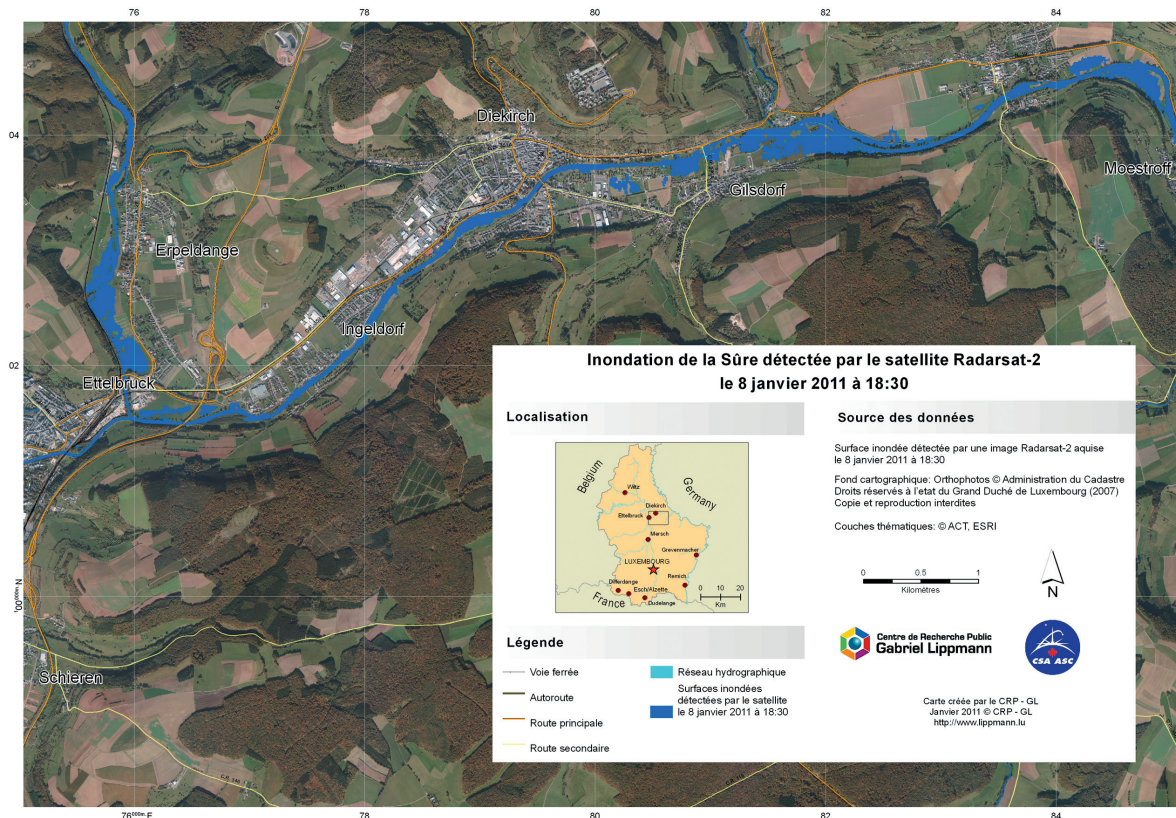 76
80
82
84
04
Diekirch
C.R. 351
Moestroff
Gilsdorf
Erpeldange
Ingeldorf
02
Ettelbruck
Inondation de la Sûre détectée par le satellite Radarsat-2
le 8 janvier 2011 à 18:30
Localisation
Belgium
Germany
Wiltz
Diekirch
Ettelbruck
Mersch
Grevenmacher
LUXEMBOURG
Remich
Differdange
Esch/Alzette
Dudelange
France
0 10 20
Km
Source des données
Surface inondée détectée par une image Radarsat-2 aquise
le 8 janvier 2011 à 18:30
Fond cartographique: Orthophotos © Administration du Cadastre
Droits réservés à l'etat du Grand Duché de Luxembourg (2007)
Copie et reproduction interdites
Couches thématiques: © ACT, ESRI
0 0.5 1
Kilomètres
N
Centre de Recherche Public
Gabriel Lippmann
CSA ASC
Carte créée par le CRP - GL
Janvier 2011 © CRP - GL
http://www.lippmann.lu
Légende
Voie ferrée
Autoroute
Route principale
Route secondaire
Réseau hydrographique
Surfaces inondées
détectées par le satellite
le 8 janvier 2011 à 18:30
100000m N
Schieren
76000m E
78
80
82
84